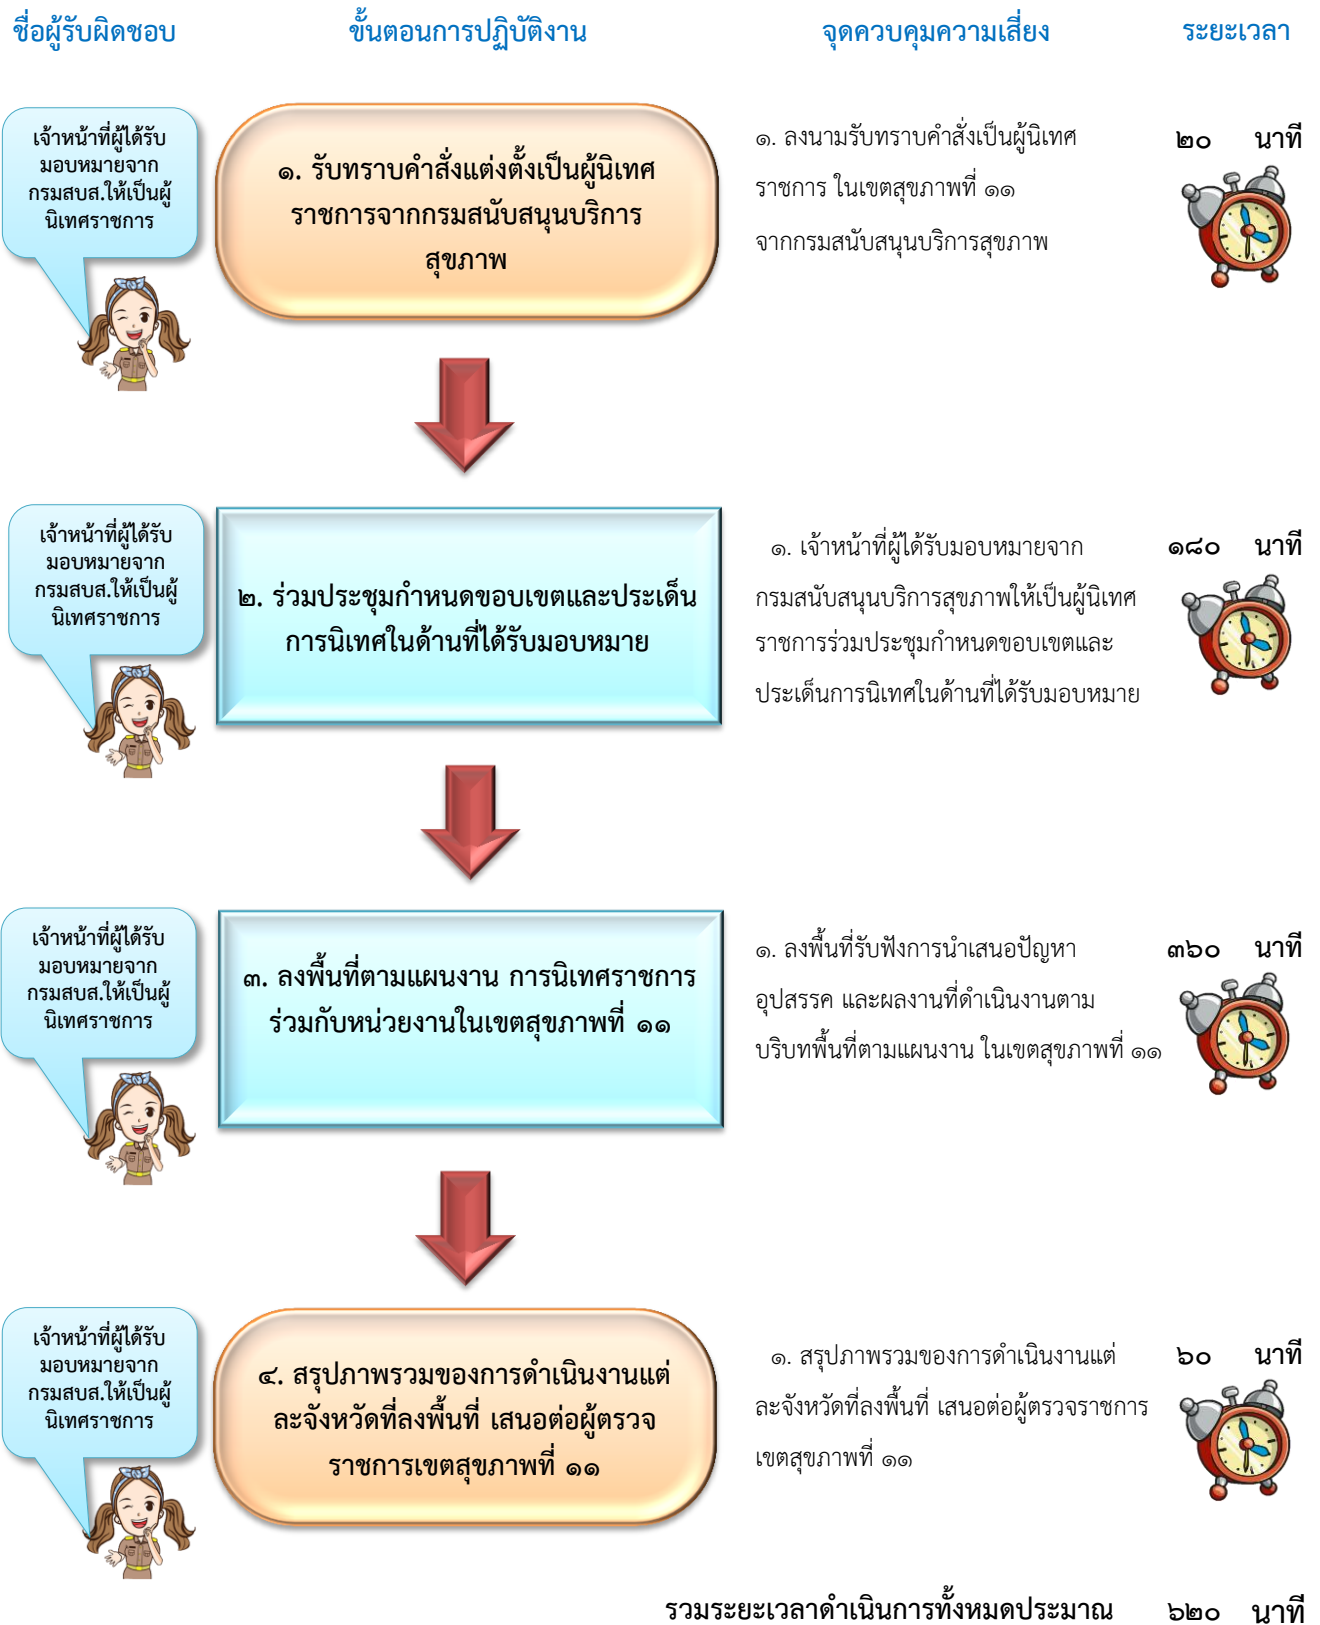 ชื่อผู้รับผิดชอบ ขั้นตอนการปฏิบัติงาน จุดควบคุมความเสี่ยง ระยะเวลา
เจ้าหน้าที่ผู้ได้รับ
มอบหมายจาก
กรมสบส.ให้เป็นผู้
นิเทศราชการ
๑. รับทราบคำสั่งแต่งตั้งเป็นผู้นิเทศ
ราชการจากกรมสนับสนุนบริการ
สุขภาพ
๑. ลงนามรับทราบคำสั่งเป็นผู้นิเทศ
ราชการ ในเขตสุขภาพที่ ๑๑
จากกรมสนับสนุนบริการสุขภาพ
๒๐ นาที
เจ้าหน้าที่ผู้ได้รับ
มอบหมายจาก
กรมสบส.ให้เป็นผู้
นิเทศราชการ
๒. ร่วมประชุมกำหนดขอบเขตและประเด็น
การนิเทศในด้านที่ได้รับมอบหมาย
๑. เจ้าหน้าที่ผู้ได้รับมอบหมายจาก
กรมสนับสนุนบริการสุขภาพให้เป็นผู้นิเทศ
ราชการร่วมประชุมกำหนดขอบเขตและ
ประเด็นการนิเทศในด้านที่ได้รับมอบหมาย
๑๘๐ นาที
เจ้าหน้าที่ผู้ได้รับ
มอบหมายจาก
กรมสบส.ให้เป็นผู้
นิเทศราชการ
๓. ลงพื้นที่ตามแผนงาน การนิเทศราชการ
ร่วมกับหน่วยงานในเขตสุขภาพที่ ๑๑
๑. ลงพื้นที่รับฟังการนำเสนอปัญหา
อุปสรรค และผลงานที่ดำเนินงานตาม
บริบทพื้นที่ตามแผนงาน ในเขตสุขภาพที่ ๑๑
๓๖๐ นาที
เจ้าหน้าที่ผู้ได้รับ
มอบหมายจาก
กรมสบส.ให้เป็นผู้
นิเทศราชการ
๔. สรุปภาพรวมของการดำเนินงานแต่
ละจังหวัดที่ลงพื้นที่ เสนอต่อผู้ตรวจ
ราชการเขตสุขภาพที่ ๑๑
๑. สรุปภาพรวมของการดำเนินงานแต่
ละจังหวัดที่ลงพื้นที่ เสนอต่อผู้ตรวจราชการ
เขตสุขภาพที่ ๑๑
๖๐ นาที
รวมระยะเวลาดำเนินการทั้งหมดประมาณ ๖๒๐ นาที